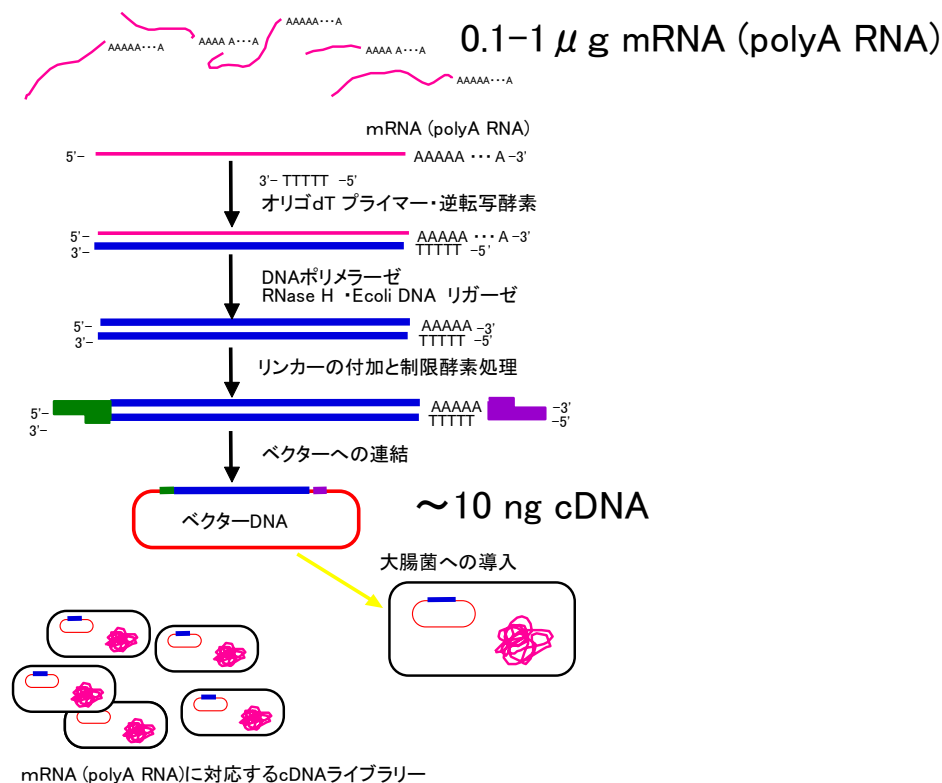 AAAAA･･･A
AAAAA･･･A
AAAA A･･･A
AAAA A･･･A
AAAAA･･･A
0.1-1 μg mRNA (polyA RNA)
mRNA (polyA RNA)
5'- AAAAA ･･･ A -3'
3'- TTTTT -5'
オリゴdT プライマー・逆転写酵素
5'- AAAAA ･･･ A -3'
3'- TTTTT -5'
DNAポリメラーゼ
RNase H ・Ecoli DNA リガーゼ
5'- AAAAA -3'
3'- TTTTT -5'
リンカーの付加と制限酵素処理
5'- AAAAA -3'
3'- TTTTT -5'
ベクターへの連結
ベクターDNA
～10 ng cDNA
大腸菌への導入
mRNA (polyA RNA)に対応するcDNAライブラリー